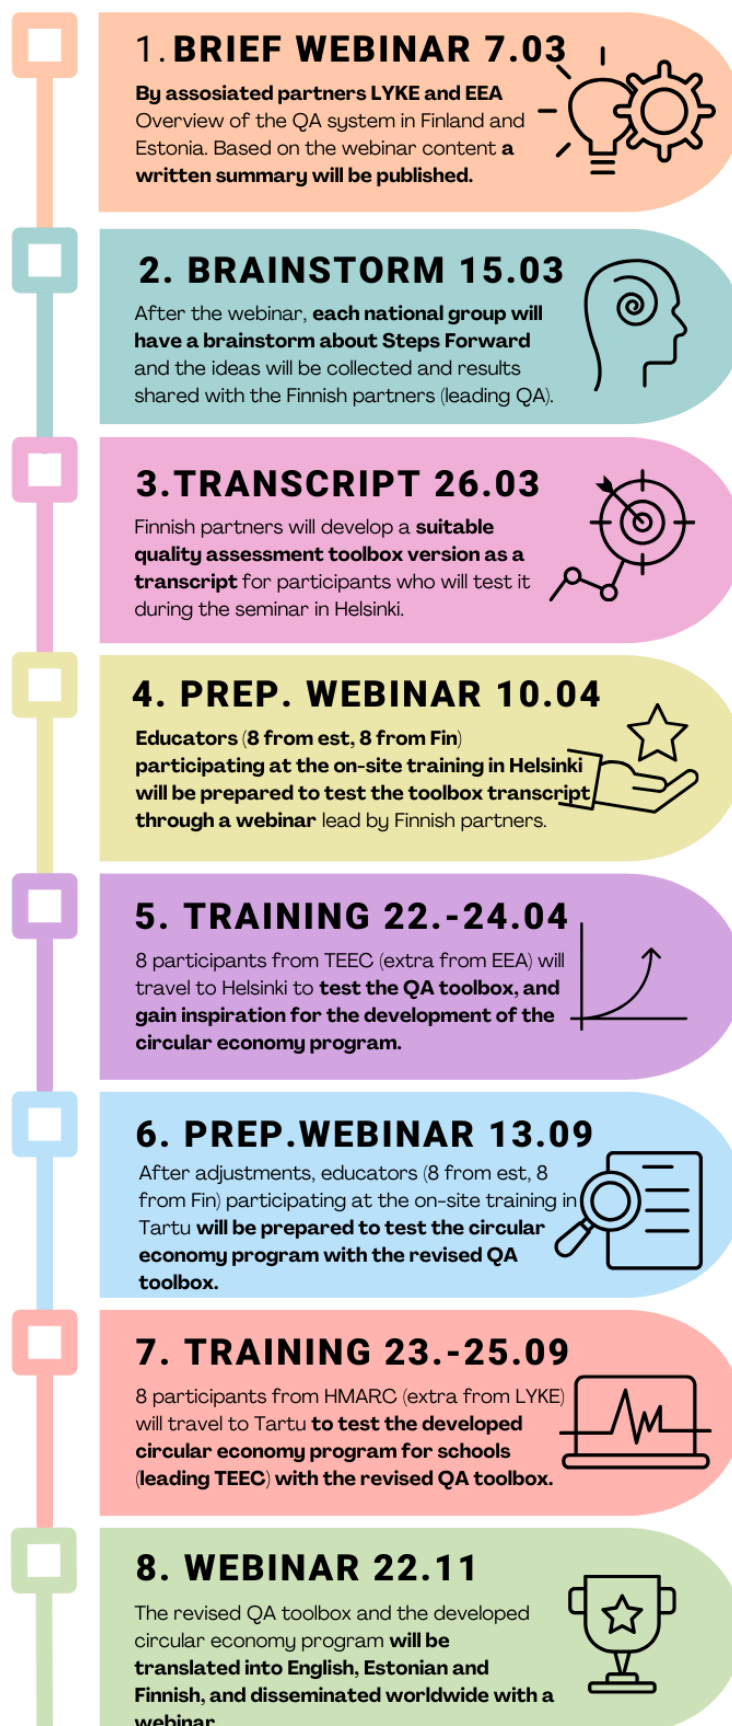 1. BRIEF WEBINAR 7.03
By assosiated partners LYKE and EEA
Overview of the QA system in Finland and
Estonia. Based on the webinar content a
written summary will be published.
2. BRAINSTORM 15.03
After the webinar, each national group will
have a brainstorm about Steps Forward
and the ideas will be collected and results
shared with the Finnish partners (leading QA).
3.TRANSCRIPT 26.03
Finnish partners will develop a suitable
quality assessment toolbox version as a
transcript for participants who will test it
during the seminar in Helsinki.
4. PREP. WEBINAR 10.04
Educators (8 from est, 8 from Fin)
participating at the on-site training in Helsinki
will be prepared to test the toolbox transcript
through a webinar lead by Finnish partners.
5. TRAINING 22.-24.04
8 participants from TEEC (extra from EEA) will
travel to Helsinki to test the QA toolbox, and
gain inspiration for the development of the
circular economy program.
6. PREP.WEBINAR 13.09
After adjustments, educators (8 from est, 8
from Fin) participating at the on-site training in
Tartu will be prepared to test the circular
economy program with the revised QA
toolbox.
7. TRAINING 23.-25.09
8 participants from HMARC (extra from LYKE)
will travel to Tartu to test the developed
circular economy program for schools
(leading TEEC) with the revised QA toolbox.
8. WEBINAR 22.11
The revised QA toolbox and the developed
circular economy program will be
translated into English, Estonian and
Finnish, and disseminated worldwide with a
webinar